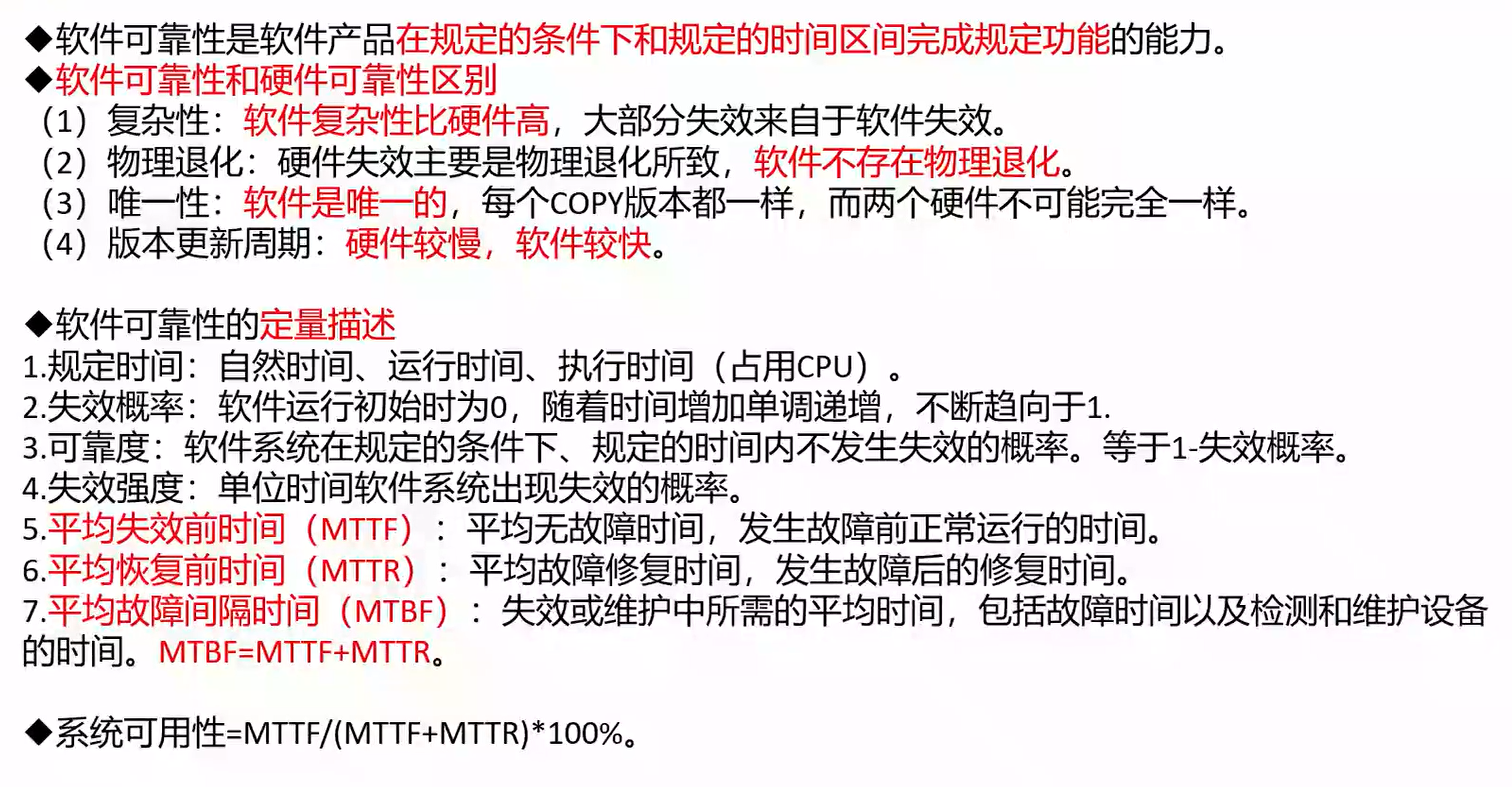 ◆软件可靠性是软件产品在规定的条件下和规定的时间区间完成规定功能的能力。
◆软件可靠性和硬件可靠性区别
（1）复杂性：软件复杂性比硬件高，大部分失效来自于软件失效。
（2）物理退化：硬件失效主要是物理退化所致，软件不存在物理退化。
（3）唯一性：软件是唯一的，每个COPY版本都一样，而两个硬件不可能完全一样。
（4）版本更新周期：硬件较慢，软件较快。
◆软件可靠性的定量描述
1.规定时间：自然时间、运行时间、执行时间（占用CPU）。
2.失效概率：软件运行初始时为0，随着时间增加单调递增，不断趋向于1.
3.可靠度：软件系统在规定的条件下、规定的时间内不发生失效的概率。等于1-失效概率。
4.失效强度：单位时间软件系统出现失效的概率。
5.平均失效前时间（MTTF）：平均无故障时间，发生故障前正常运行的时间。
6.平均恢复前时间（MTTR）：平均故障修复时间，发生故障后的修复时间。
7.平均故障间隔时间（MTBF）：失效或维护中所需的平均时间，包括故障时间以及检测和维护设备
的时间。MTBF=MTTF+MTTR。
◆系统可用性=MTTF/(MTTF+MTTR)*100%。